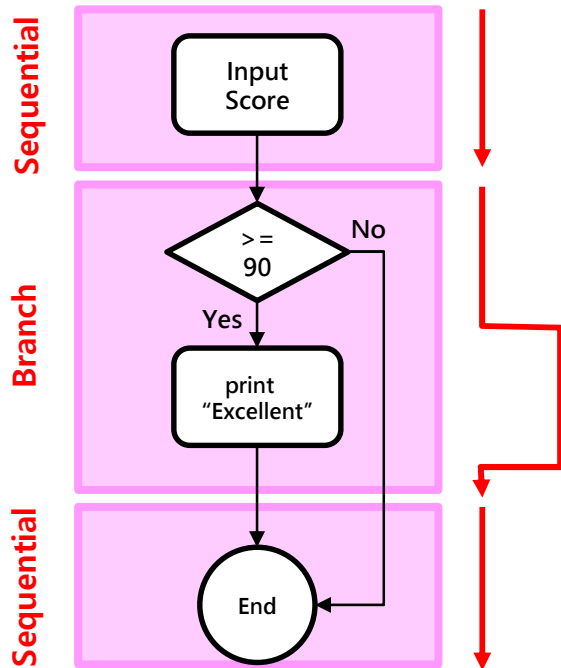 Sequential
Input
Score
Branch
>=
90
No
Yes
print
“Excellent”
Sequential
End